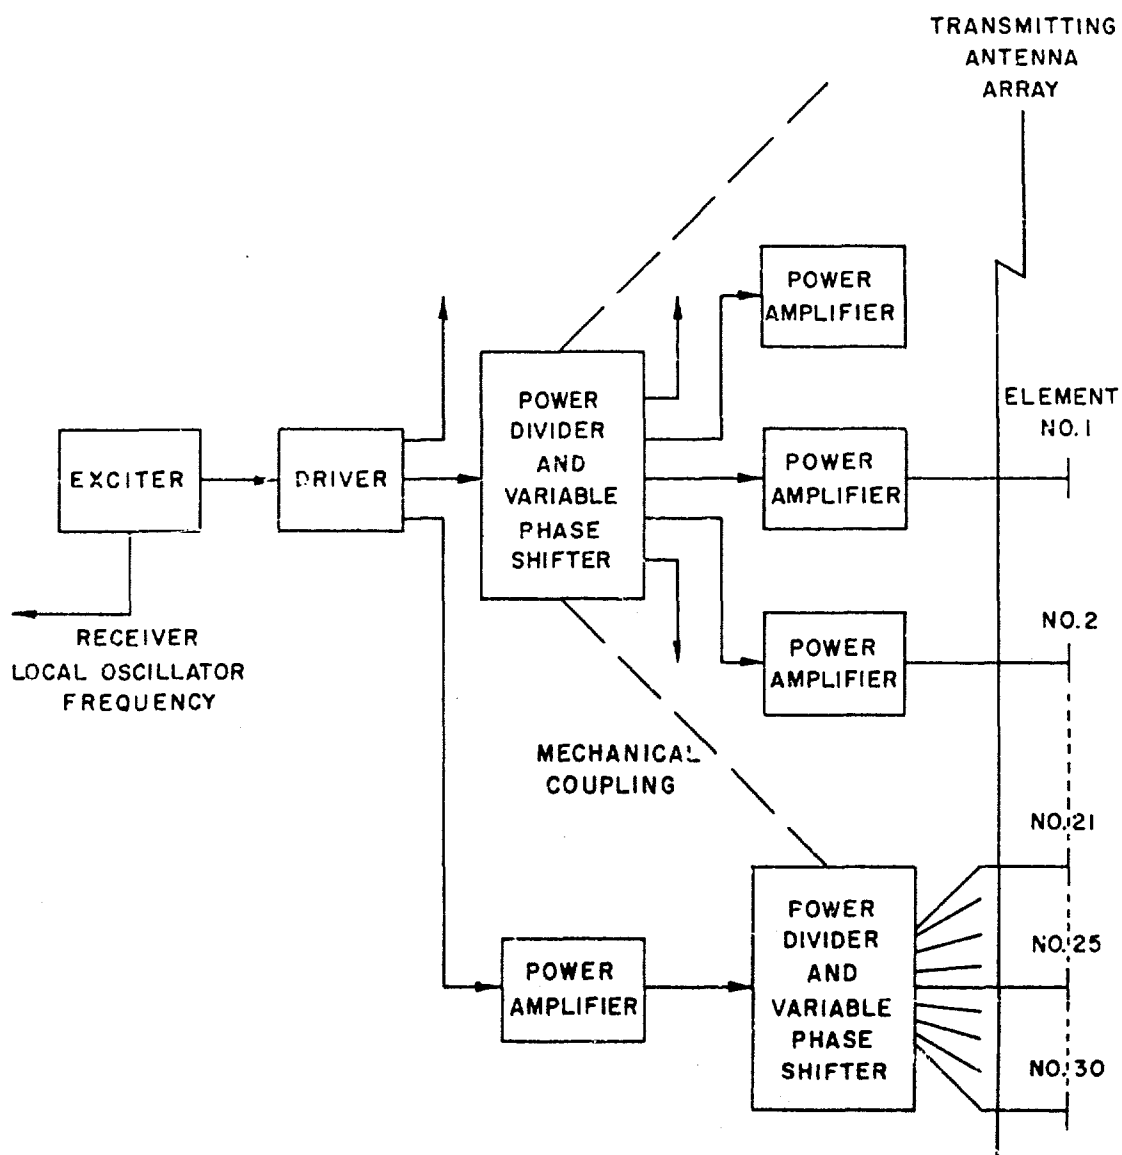 TRANSMITTING
ANTENNA
ARRAY
POWER
AMPLIFIER
ELEMENT
NO. 1
POWER
DIVIDER
AND
VARIABLE
PHASE
SHIFTER
EXCITER
DRIVER
POWER
AMPLIFIER
RECEIVER
LOCAL OSCILLATOR
FREQUENCY
NO. 2
POWER
AMPLIFIER
MECHANICAL
COUPLING
NO. 21
POWER
DIVIDER
AND
VARIABLE
PHASE
SHIFTER
NO. 25
POWER
AMPLIFIER
NO. 30